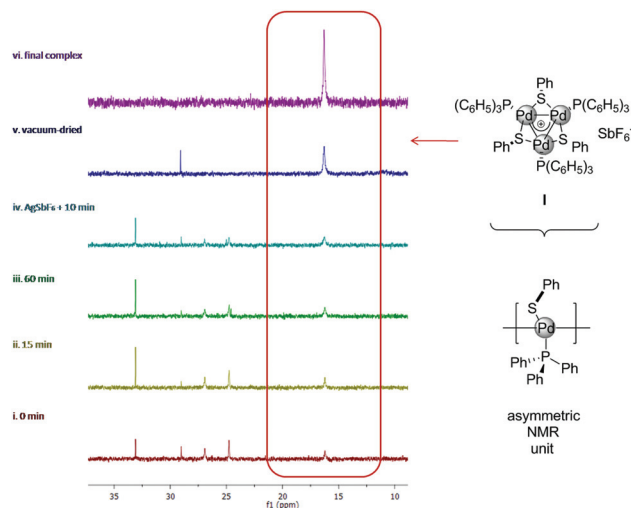 vi. final complex
v. vacuum-dried
iv. AgSbF₆ + 10 min
iii. 60 min
ii. 15 min
i. 0 min
35 30 25 20 15 10
f1 (ppm)
Ph
S
(C6H5)3P P(C6H5)3
Pd Pd
⊕
S S
Ph Pd Ph
SbF6-
P(C6H5)3
I
Ph
S
Pd
Ph P
Ph Ph
asymmetric
NMR
unit